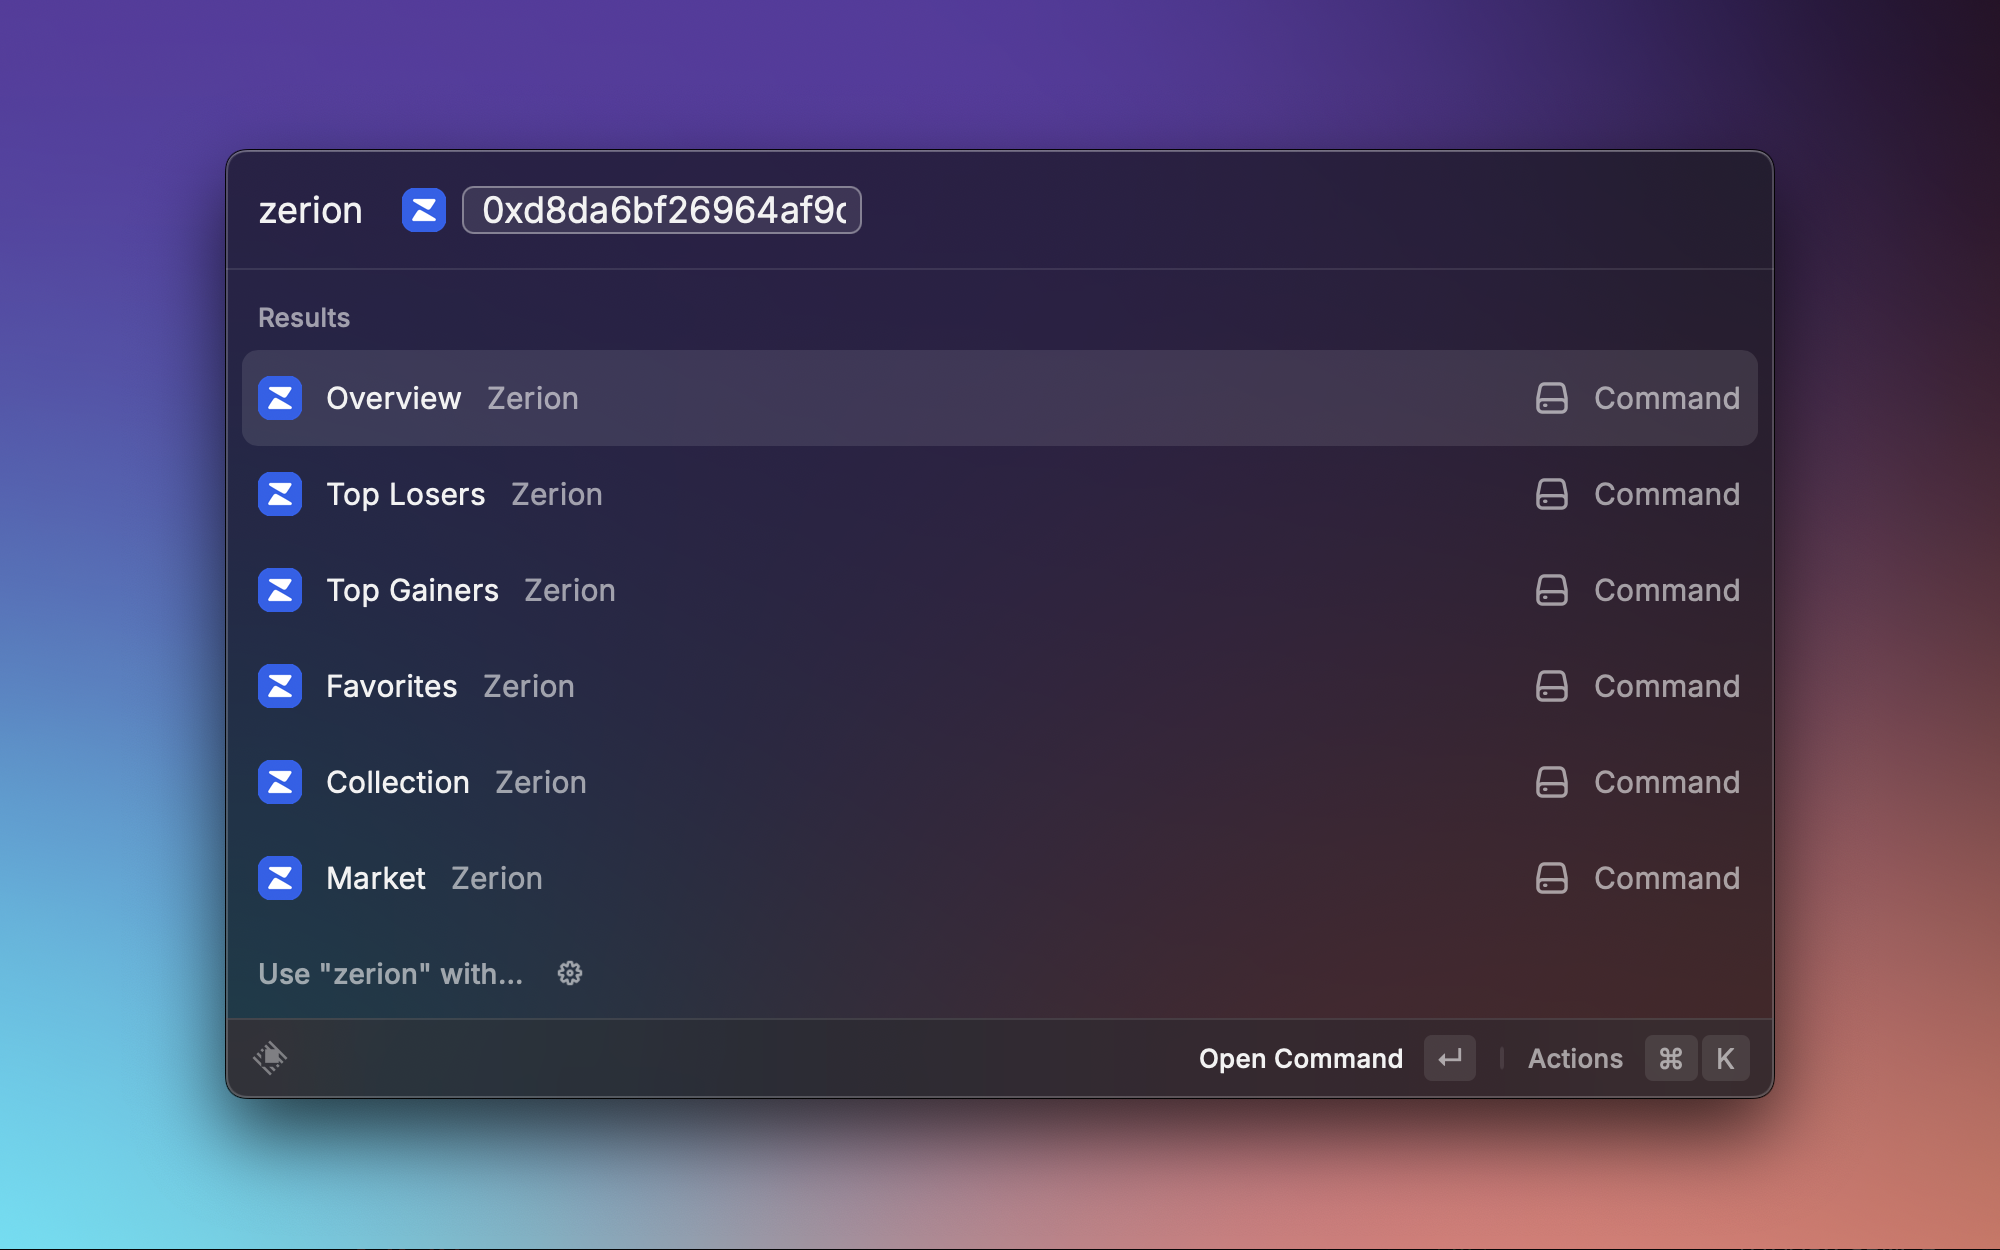 zerion 0xd8da6bf26964af9
Results
Overview Zerion Command
Top Losers Zerion Command
Top Gainers Zerion Command
Favorites Zerion Command
Collection Zerion Command
Market Zerion Command
Use "zerion" with...
Open Command ↵ Actions ⌘ K